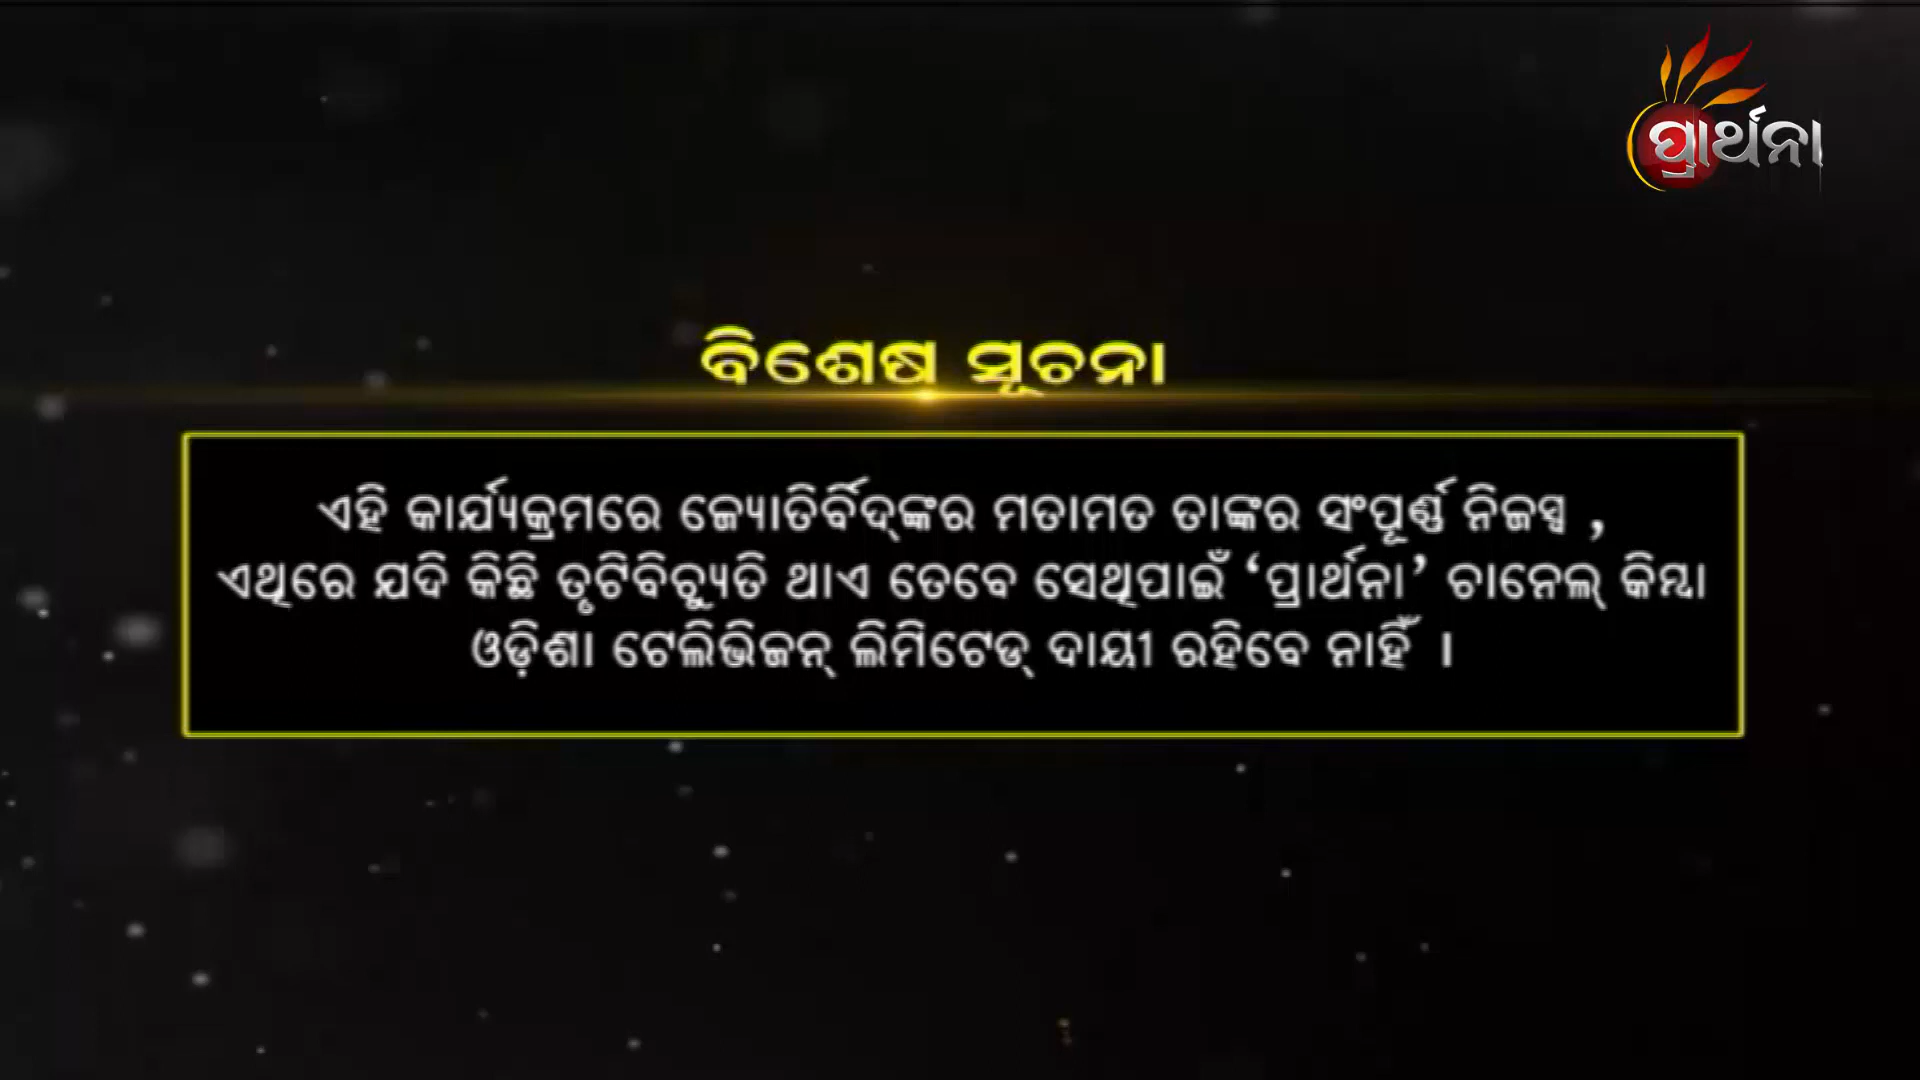 ପ୍ରାର୍ଥନା
ବିଶେଷ ସୂଚନା
ଏହି କାର୍ଯ୍ୟକ୍ରମରେ ଜ୍ୟୋତିର୍ବିଦ୍‌ଙ୍କର ମତାମତ ତାଙ୍କର ସଂପୂର୍ଣ୍ଣ ନିଜସ୍ୱ ,
ଏଥିରେ ଯଦି କିଛି ତୃଟିବିଚ୍ୟୁତି ଥାଏ ତେବେ ସେଥିପାଇଁ ‘ପ୍ରାର୍ଥନା’ ଚାନେଲ୍ କିମ୍ବା
ଓଡ଼ିଶା ଟେଲିଭିଜନ୍ ଲିମିଟେଡ୍ ଦାୟୀ ରହିବେ ନାହିଁ ।